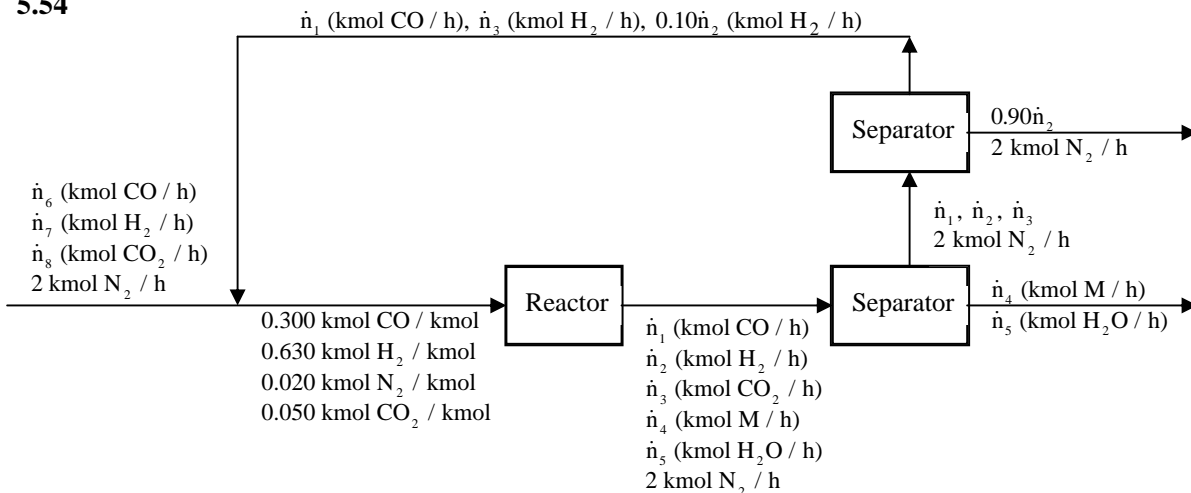 5.54
ṅ₁ (kmol CO / h), ṅ₃ (kmol H₂ / h), 0.10ṅ₂ (kmol H₂ / h)
Separator
0.90ṅ₂
2 kmol N₂ / h
ṅ₆ (kmol CO / h)
ṅ₇ (kmol H₂ / h)
ṅ₈ (kmol CO₂ / h)
2 kmol N₂ / h
ṅ₁, ṅ₂, ṅ₃
2 kmol N₂ / h
Reactor
Separator
ṅ₄ (kmol M / h)
ṅ₅ (kmol H₂O / h)
0.300 kmol CO / kmol
0.630 kmol H₂ / kmol
0.020 kmol N₂ / kmol
0.050 kmol CO₂ / kmol
ṅ₁ (kmol CO / h)
ṅ₂ (kmol H₂ / h)
ṅ₃ (kmol CO₂ / h)
ṅ₄ (kmol M / h)
ṅ₅ (kmol H₂O / h)
2 kmol N₂ / h